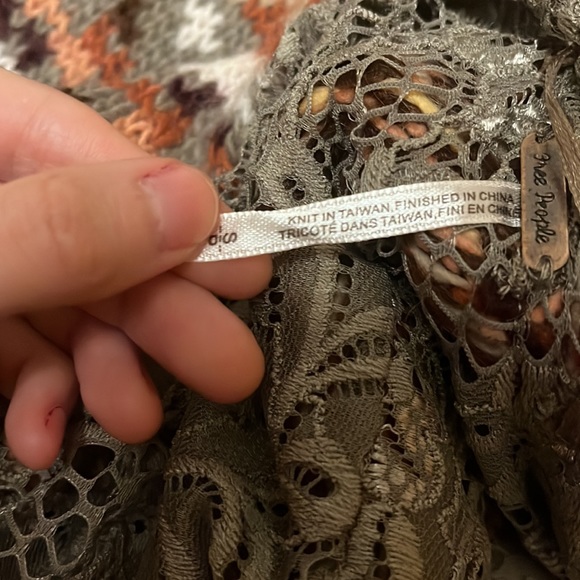 KNIT IN TAIWAN, FINISHED IN CHINA
TRICOTÉ DANS TAIWAN, FINI EN CHINE
Free People